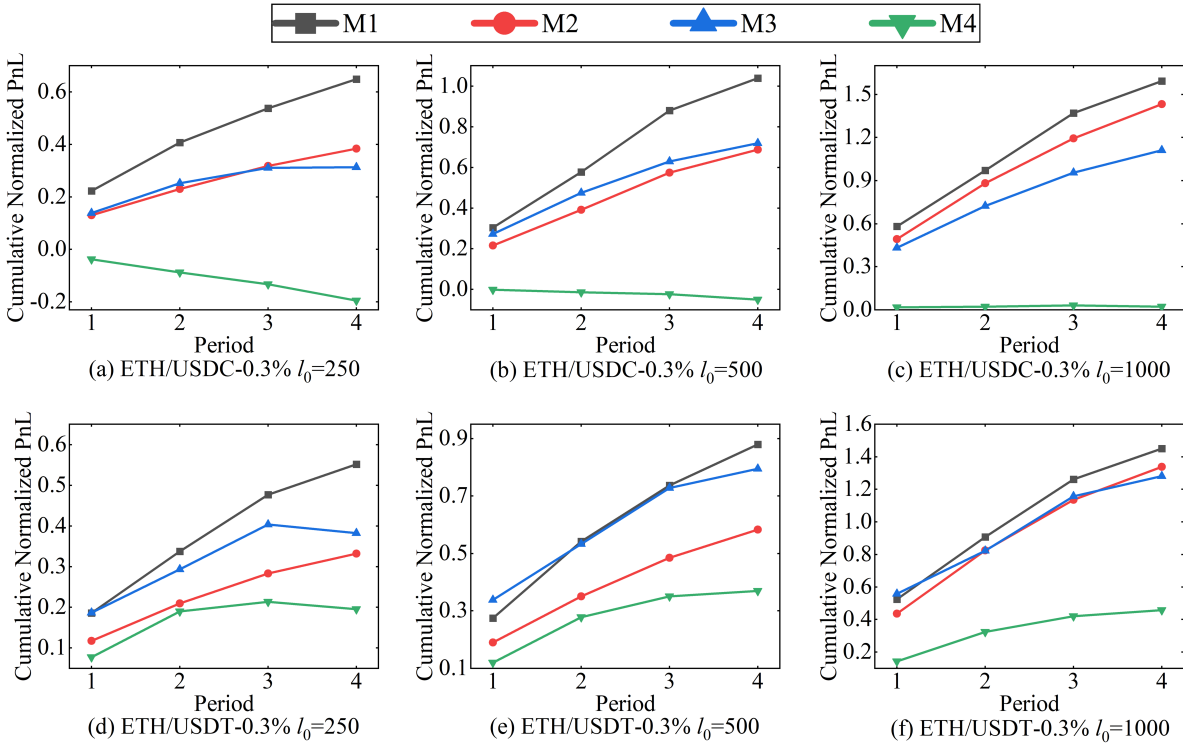 M1 M2 M3 M4
Cumulative Normalized PnL
0.6
0.4
0.2
0.0
-0.2
1 2 3 4
Period
(a) ETH/USDC-0.3% l0=250
Cumulative Normalized PnL
1.0
0.8
0.6
0.4
0.2
0.0
1 2 3 4
Period
(b) ETH/USDC-0.3% l0=500
Cumulative Normalized PnL
1.5
1.2
0.9
0.6
0.3
0.0
1 2 3 4
Period
(c) ETH/USDC-0.3% l0=1000
Cumulative Normalized PnL
0.6
0.5
0.4
0.3
0.2
0.1
1 2 3 4
Period
(d) ETH/USDT-0.3% l0=250
Cumulative Normalized PnL
0.9
0.7
0.5
0.3
0.1
1 2 3 4
Period
(e) ETH/USDT-0.3% l0=500
Cumulative Normalized PnL
1.6
1.4
1.2
1.0
0.8
0.6
0.4
0.2
1 2 3 4
Period
(f) ETH/USDT-0.3% l0=1000